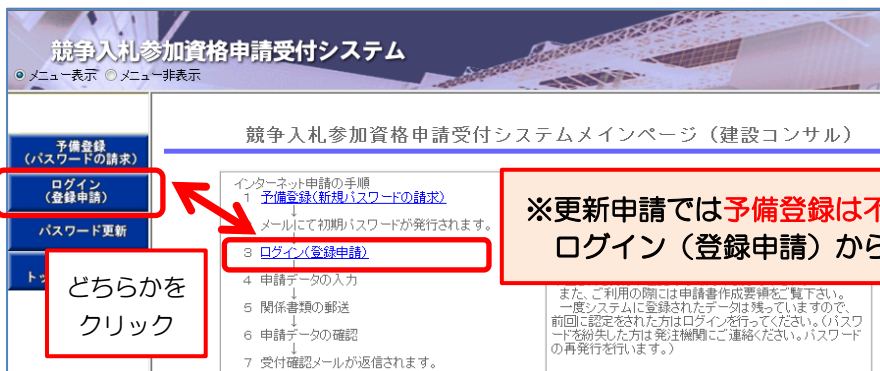 競争入札参加資格申請受付システム
メニュー表示 メニュー非表示
予備登録
（パスワードの請求）
ログイン
（登録申請）
パスワード更新
どちらかを
クリック
競争入札参加資格申請受付システムメインページ（建設コンサル）
インターネット申請の手順
1 予備登録(新規パスワードの請求)
↓
メールにて初期パスワードが発行されます。
3 ログイン(登録申請)
↓
4 申請データの入力
↓
5 関係書類の郵送
↓
6 申請データの確認
↓
7 受付確認メールが返信されます。
※更新申請では予備登録は不
ログイン（登録申請）から
また、ご利用の際には申請書作成要領をご覧下さい。
一度システムに登録されたデータは残っていますので、
前回に認定をされた方はログインを行ってください。（パスワ
ードを紛失した方は発注機関にご連絡ください。パスワード
の再発行を行います。）